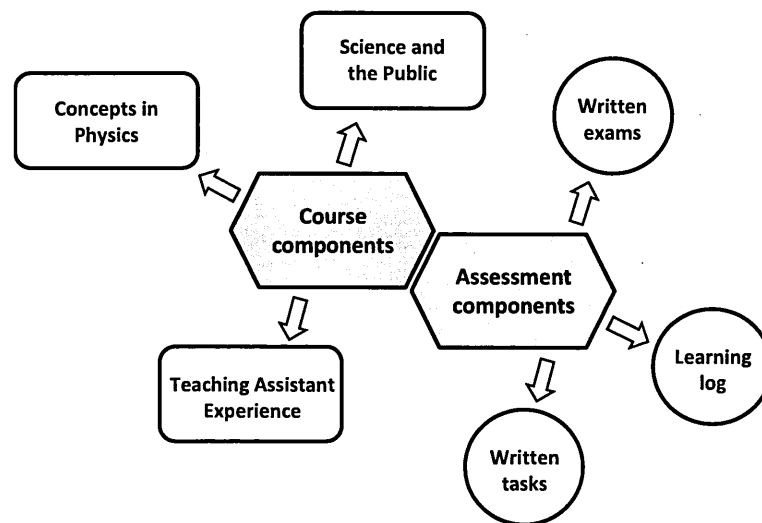 Science and
the Public
Concepts in
Physics
Written
exams
Course
components
Assessment
components
Learning
log
Teaching Assistant
Experience
Written
tasks